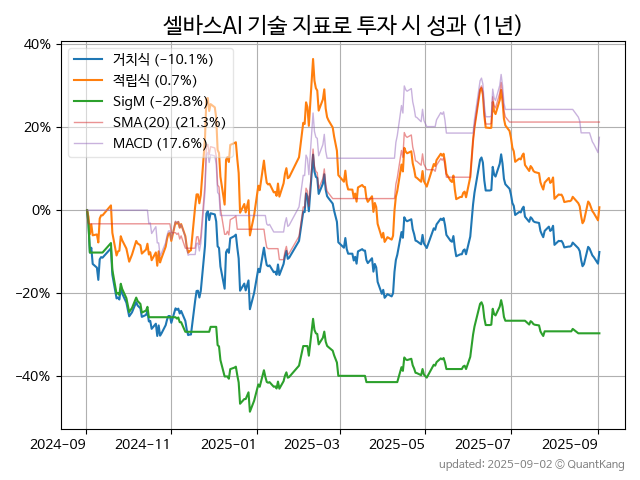 셀바스AI 기술 지표로 투자 시 성과 (1년)
거치식 (−10.1%)
적립식 (0.7%)
SigM (−29.8%)
SMA(20) (21.3%)
MACD (17.6%)
40%
20%
0%
−20%
−40%
2024-09 2024-11 2025-01 2025-03 2025-05 2025-07 2025-09
updated: 2025-09-02 © QuantKang